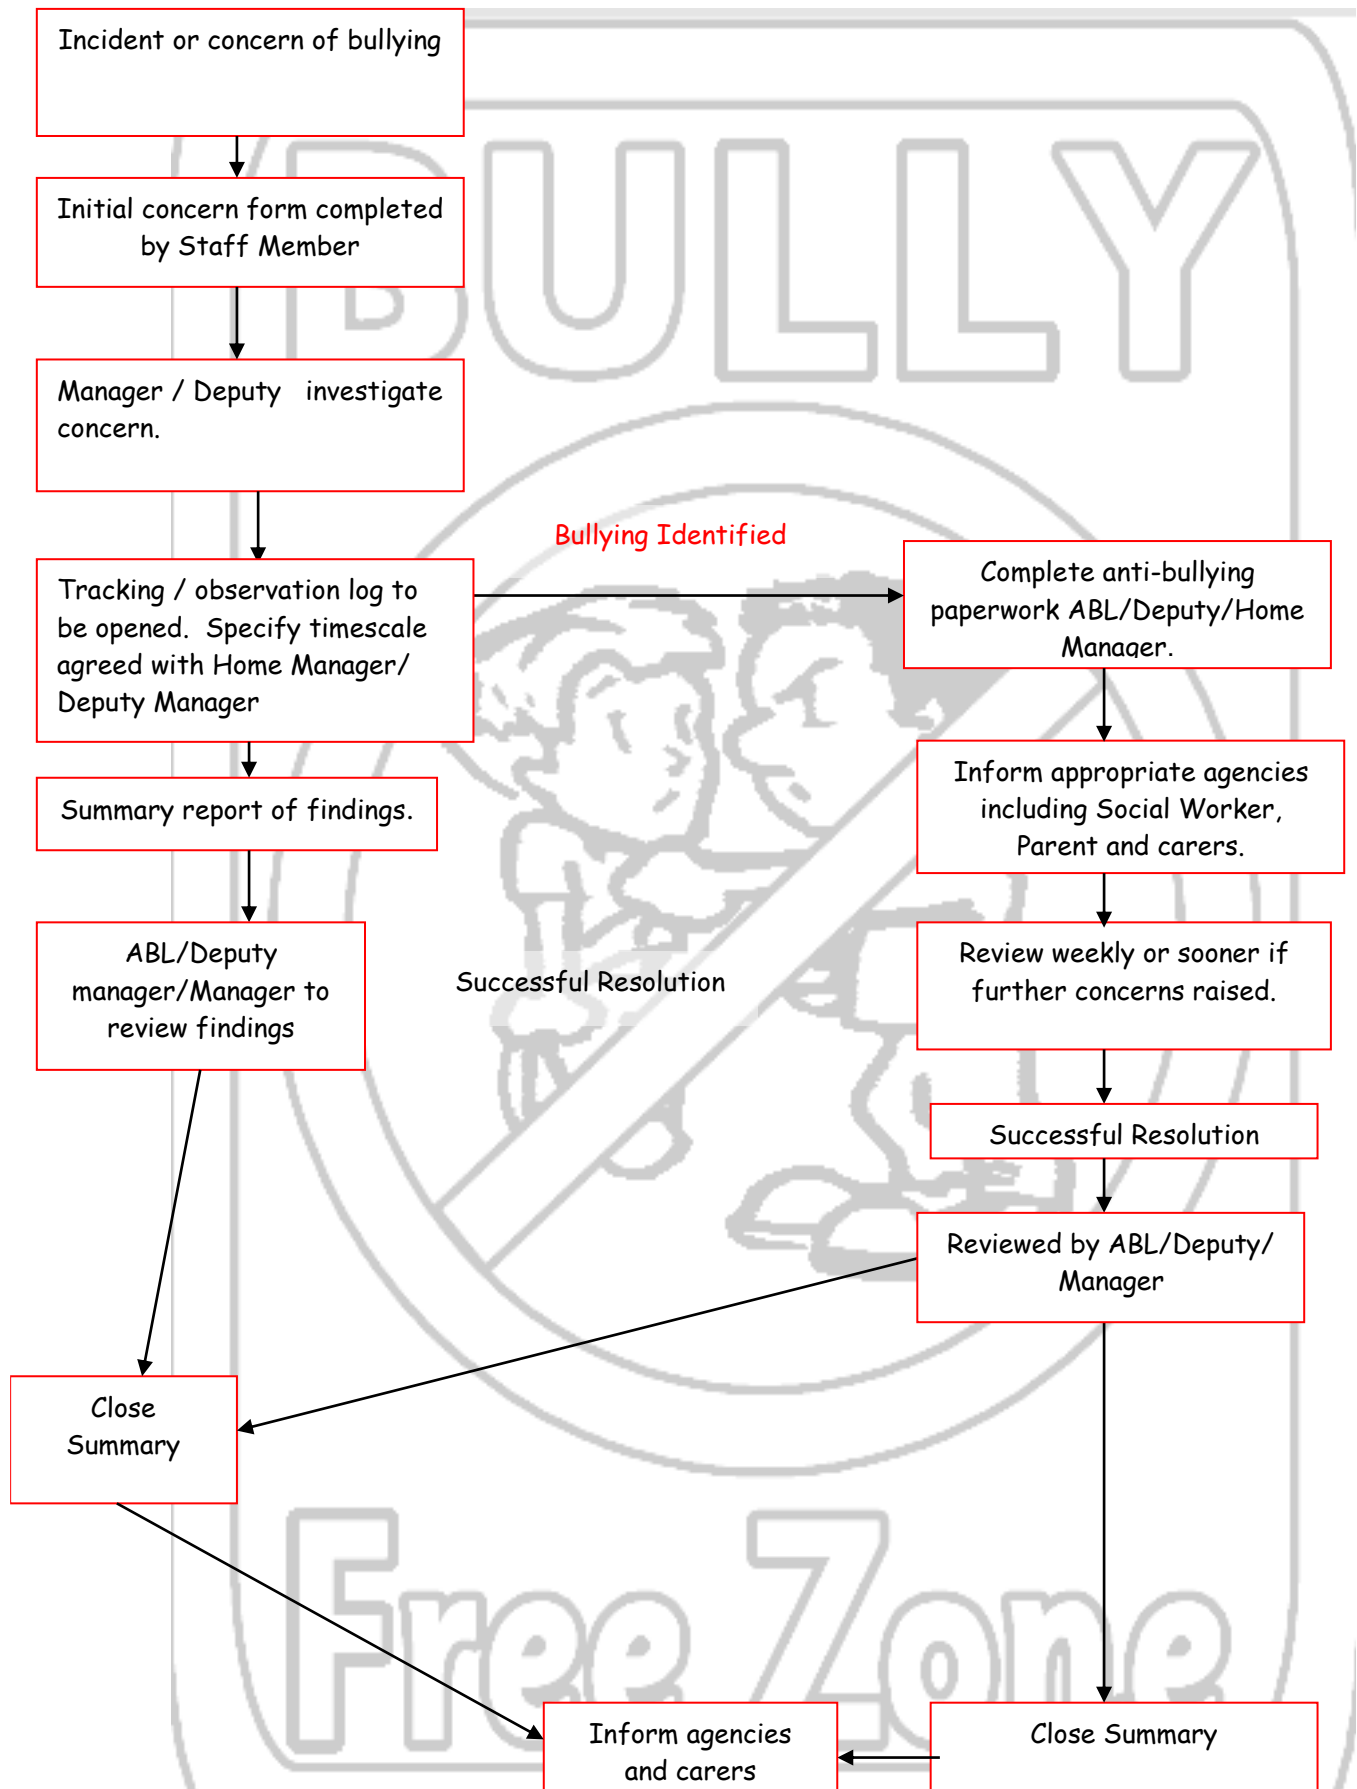 Incident or concern of bullying
BULLY
Initial concern form completed
by Staff Member
Manager / Deputy investigate
concern.
Bullying Identified
Tracking / observation log to
be opened. Specify timescale
agreed with Home Manager/
Deputy Manager
Complete anti-bullying
paperwork ABL/Deputy/Home
Manager.
Summary report of findings.
Inform appropriate agencies
including Social Worker,
Parent and carers.
ABL/Deputy
manager/Manager to
review findings
Successful Resolution
Review weekly or sooner if
further concerns raised.
Successful Resolution
Reviewed by ABL/Deputy/
Manager
Close
Summary
Free Zone
Inform agencies
and carers
Close Summary